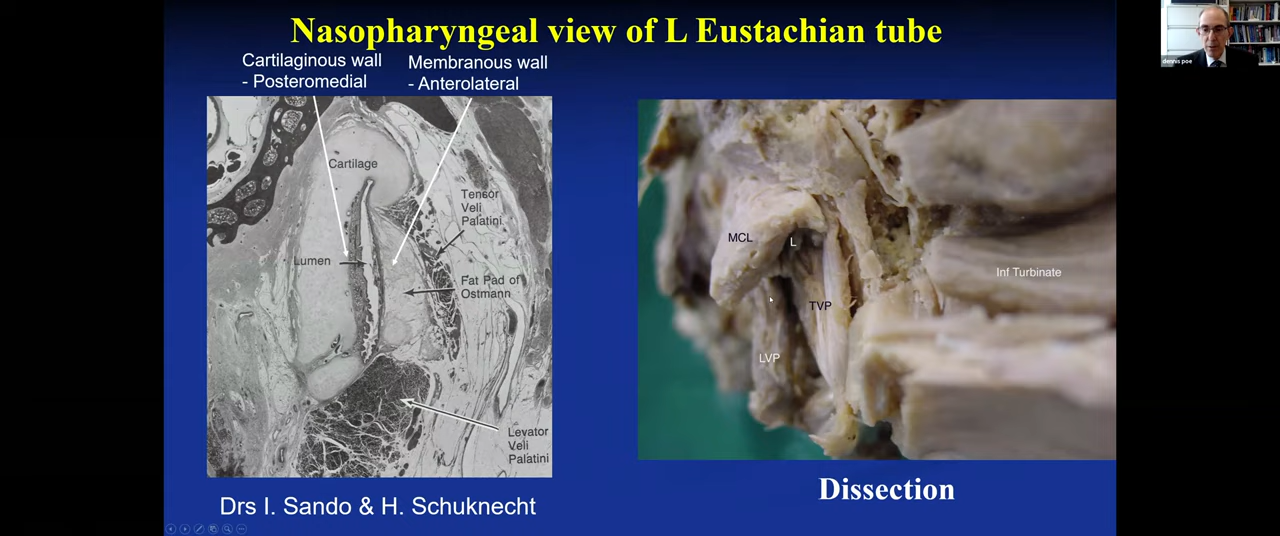 Nasopharyngeal view of L Eustachian tube
Cartilaginous wall
- Posteromedial
Membranous wall
- Anterolateral
Cartilage
Tensor
Veli
Palatini
Lumen
Fat Pad of
Ostmann
Levator
Veli
Palatini
Drs I. Sando & H. Schuknecht
MCL
L
Inf Turbinate
TVP
LVP
Dissection
dennis poe